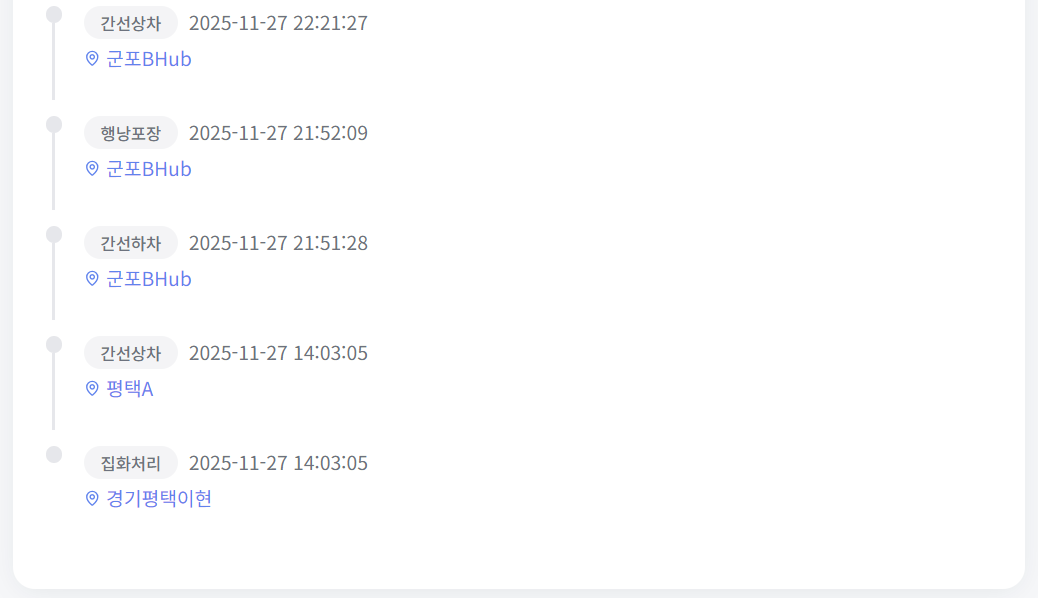 간선상차 2025-11-27 22:21:27
군포BHub
행낭포장 2025-11-27 21:52:09
군포BHub
간선하차 2025-11-27 21:51:28
군포BHub
간선상차 2025-11-27 14:03:05
평택A
집화처리 2025-11-27 14:03:05
경기평택이현